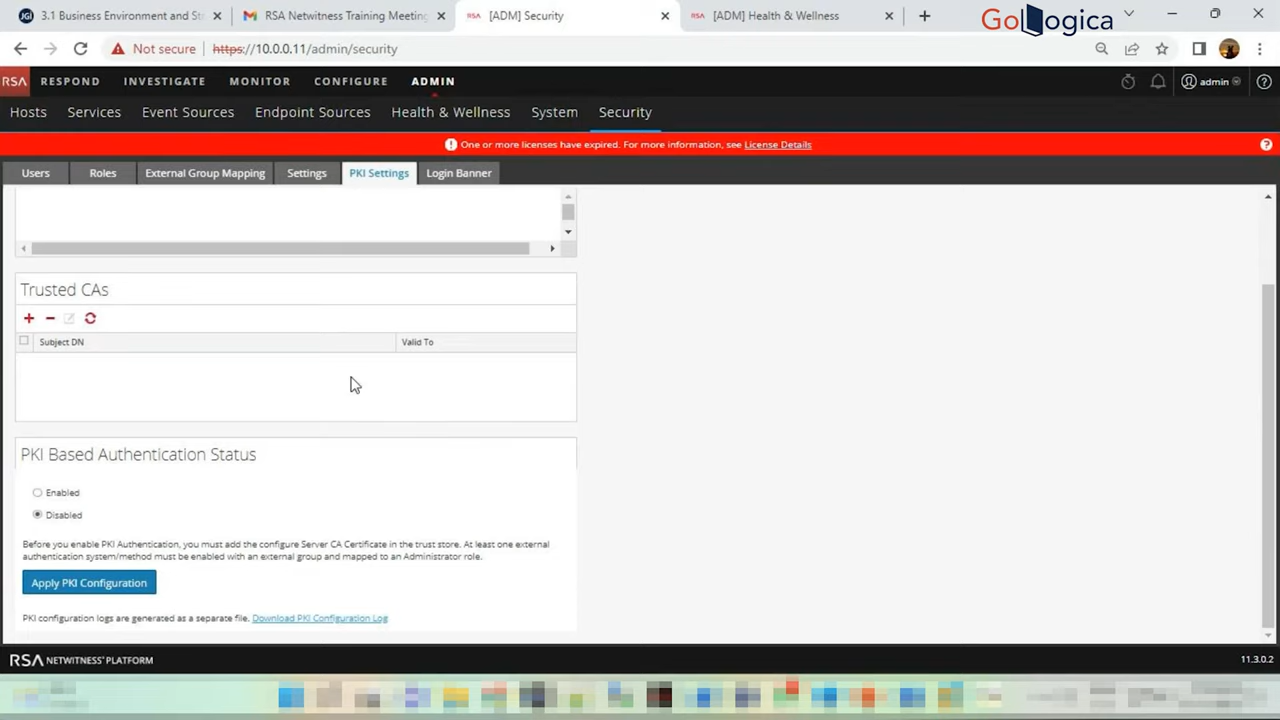 3.1 Business Environment and St
RSA Netwitness Training Meeting
[ADM] Security
[ADM] Health & Wellness
GoLogica
Not secure
https://10.0.0.11/admin/security
RSA RESPOND INVESTIGATE MONITOR CONFIGURE ADMIN admin
Hosts Services Event Sources Endpoint Sources Health & Wellness System Security
One or more licenses have expired. For more information, see License Details
Users Roles External Group Mapping Settings PKI Settings Login Banner
Trusted CAs
Subject DN Valid To
PKI Based Authentication Status
Enabled
Disabled
Before you enable PKI Authentication, you must add the configure Server CA Certificate in the trust store. At least one external
authentication system/method must be enabled with an external group and mapped to an Administrator role.
Apply PKI Configuration
PKI configuration logs are generated as a separate file. Download PKI Configuration Log
RSA NETWITNESS PLATFORM 11.3.0.2